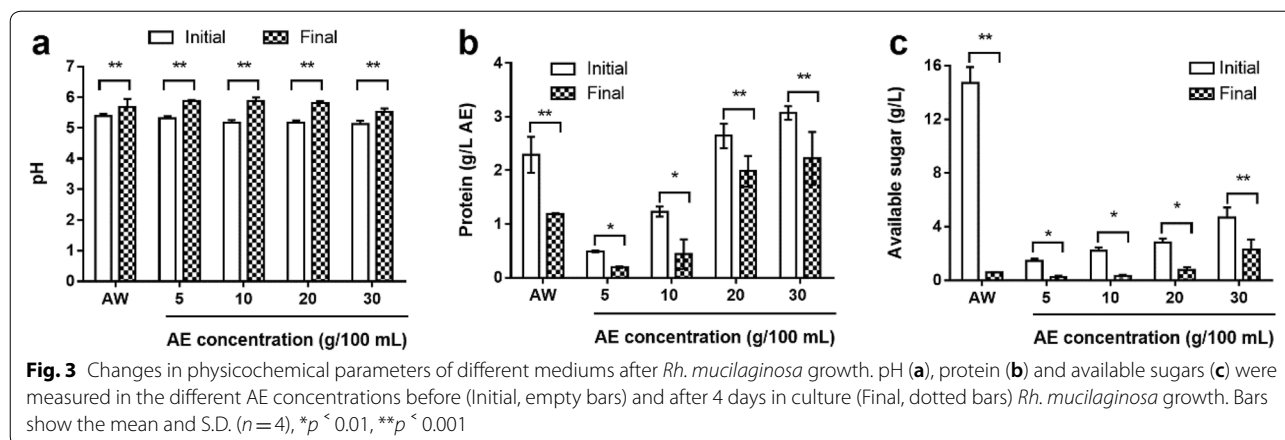 a
Initial Final
** ** ** ** **
7
6
5
4
3
2
1
0
pH
AW 5 10 20 30
AE concentration (g/100 mL)
b
Initial
Final
** * * ** **
4
3
2
1
0
Protein (g/L AE)
AW 5 10 20 30
AE concentration (g/100 mL)
c
Initial
Final
** * * * **
16
12
8
4
0
Available sugar (g/L)
AW 5 10 20 30
AE concentration (g/100 mL)
Fig. 3 Changes in physicochemical parameters of different mediums after Rh. mucilaginosa growth. pH (a), protein (b) and available sugars (c) were
measured in the different AE concentrations before (Initial, empty bars) and after 4 days in culture (Final, dotted bars) Rh. mucilaginosa growth. Bars
show the mean and S.D. (n = 4), *p < 0.01, **p < 0.001